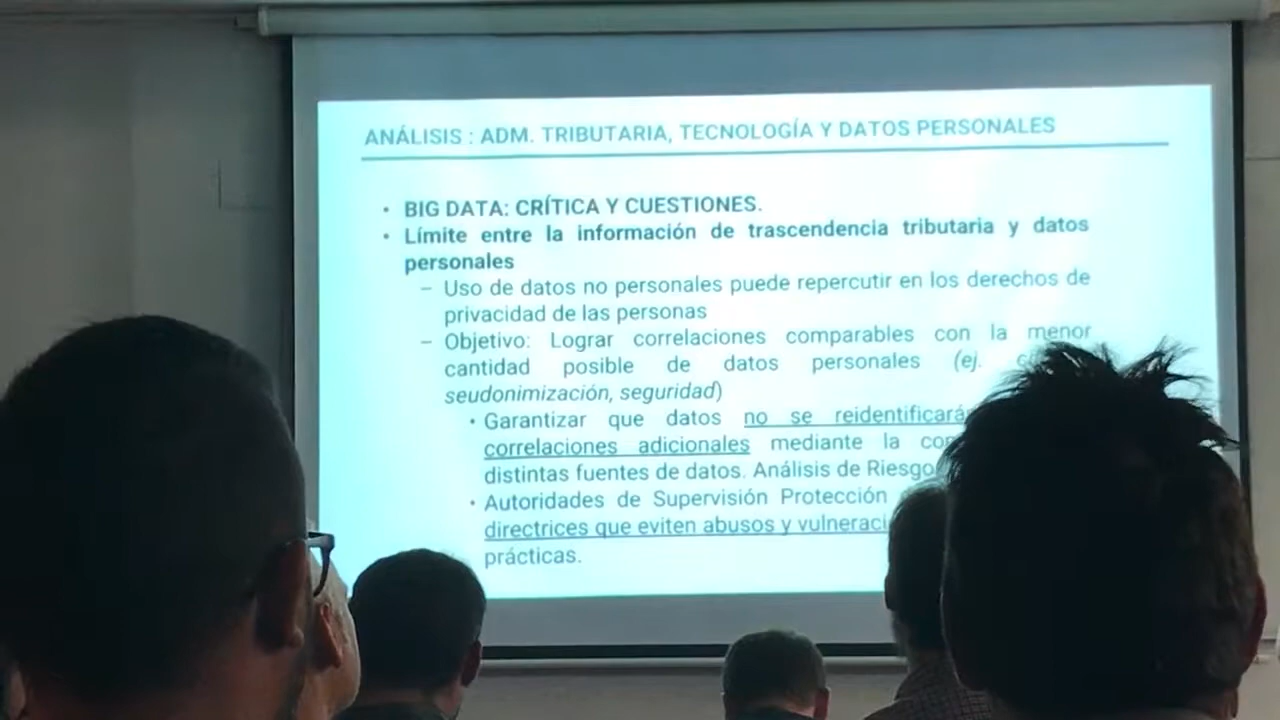 ANÁLISIS : ADM. TRIBUTARIA, TECNOLOGÍA Y DATOS PERSONALES
• BIG DATA: CRÍTICA Y CUESTIONES.
• Límite entre la información de trascendencia tributaria y datos
personales
– Uso de datos no personales puede repercutir en los derechos de
privacidad de las personas
– Objetivo: Lograr correlaciones comparables con la menor
cantidad posible de datos personales (ej.
seudonimización, seguridad)
• Garantizar que datos no se
correlaciones adicionales mediante la
distintas fuentes de datos. Análisis de
• Autoridades de Supervisión Protección
directrices que eviten abusos y
prácticas.